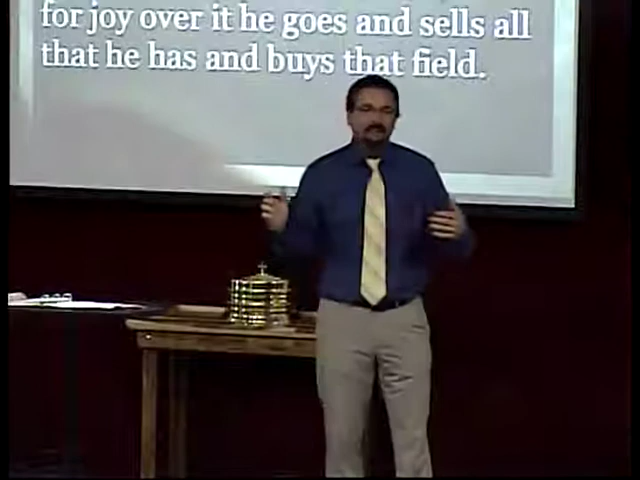 for joy over it he goes and sells all
that he has and buys that field.